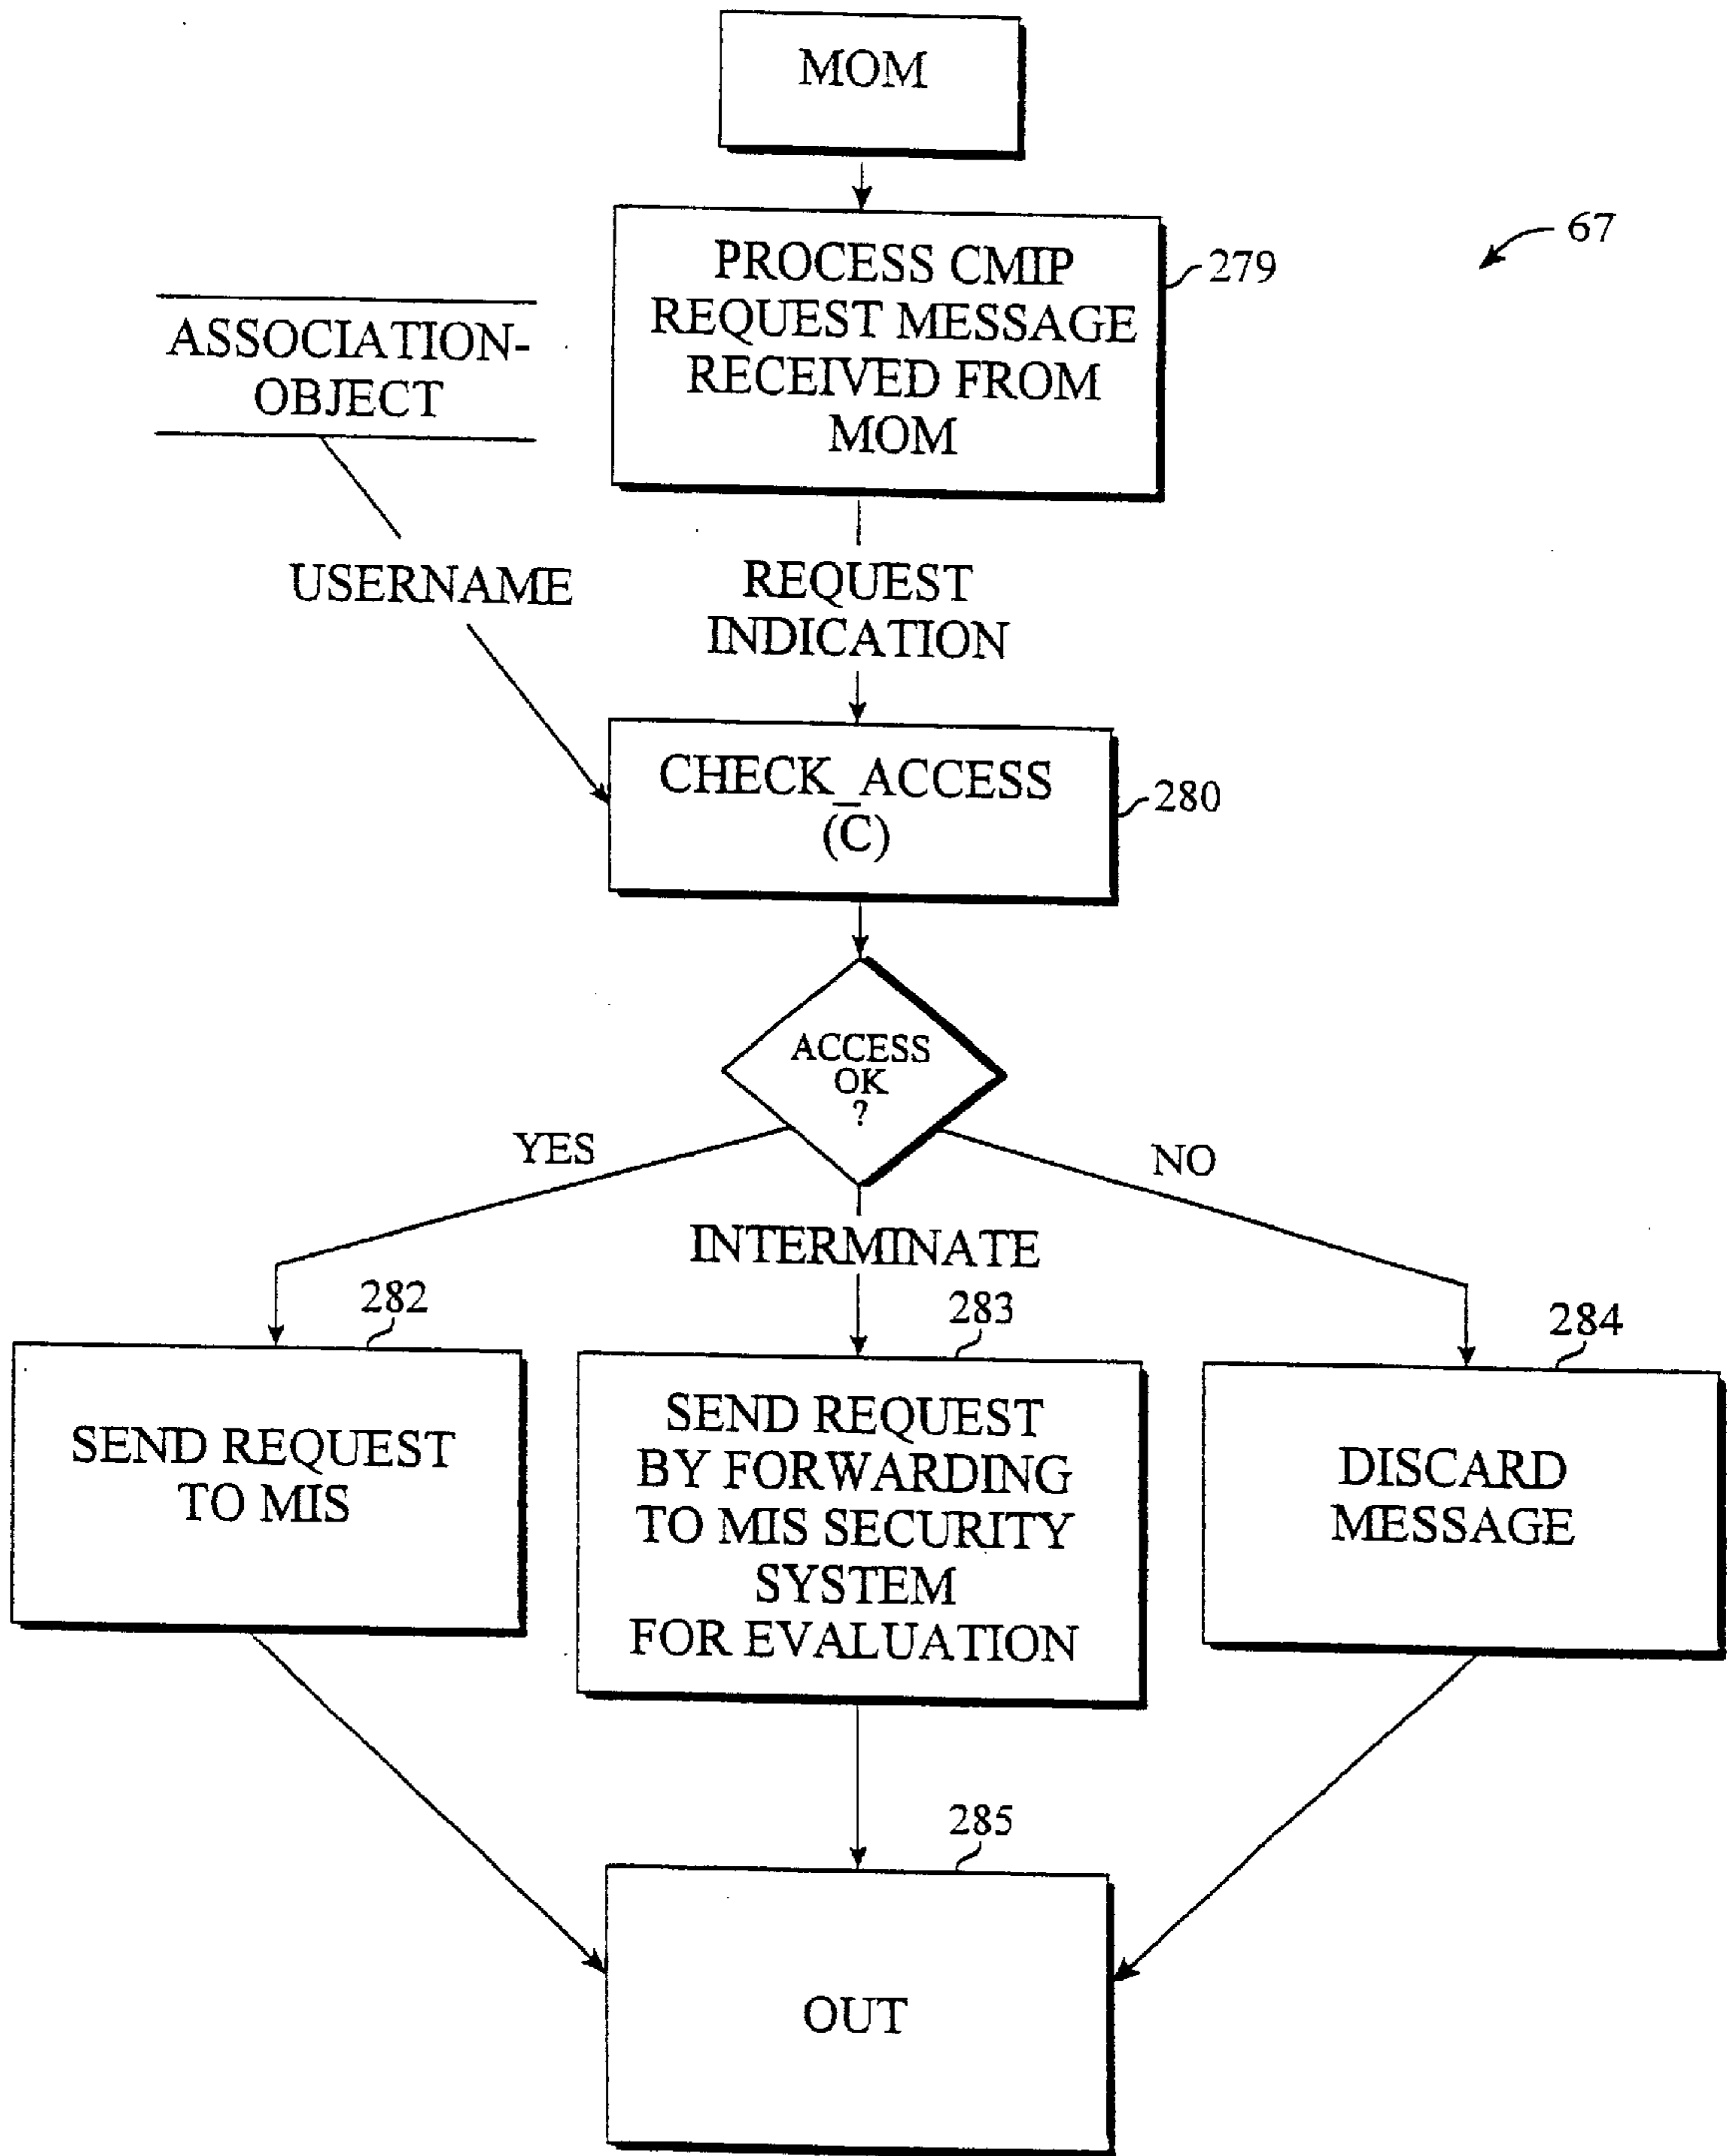 MOM
67
PROCESS CMIP
REQUEST MESSAGE
RECEIVED FROM
MOM
279
ASSOCIATION-
OBJECT
USERNAME
REQUEST
INDICATION
CHECK_ACCESS
(C)
280
ACCESS
OK
?
YES
INTERMINATE
NO
282
SEND REQUEST
TO MIS
283
SEND REQUEST
BY FORWARDING
TO MIS SECURITY
SYSTEM
FOR EVALUATION
284
DISCARD
MESSAGE
285
OUT